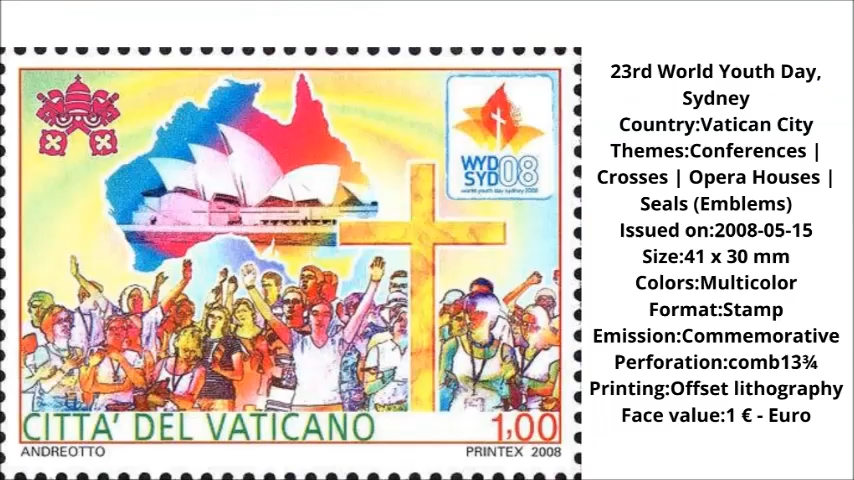 WYD
SYD08
world youth day sydney 2008
CITTA' DEL VATICANO 1,00
ANDREOTTO PRINTEX 2008
23rd World Youth Day,
Sydney
Country:Vatican City
Themes:Conferences |
Crosses | Opera Houses |
Seals (Emblems)
Issued on:2008-05-15
Size:41 x 30 mm
Colors:Multicolor
Format:Stamp
Emission:Commemorative
Perforation:comb13¾
Printing:Offset lithography
Face value:1 € - Euro